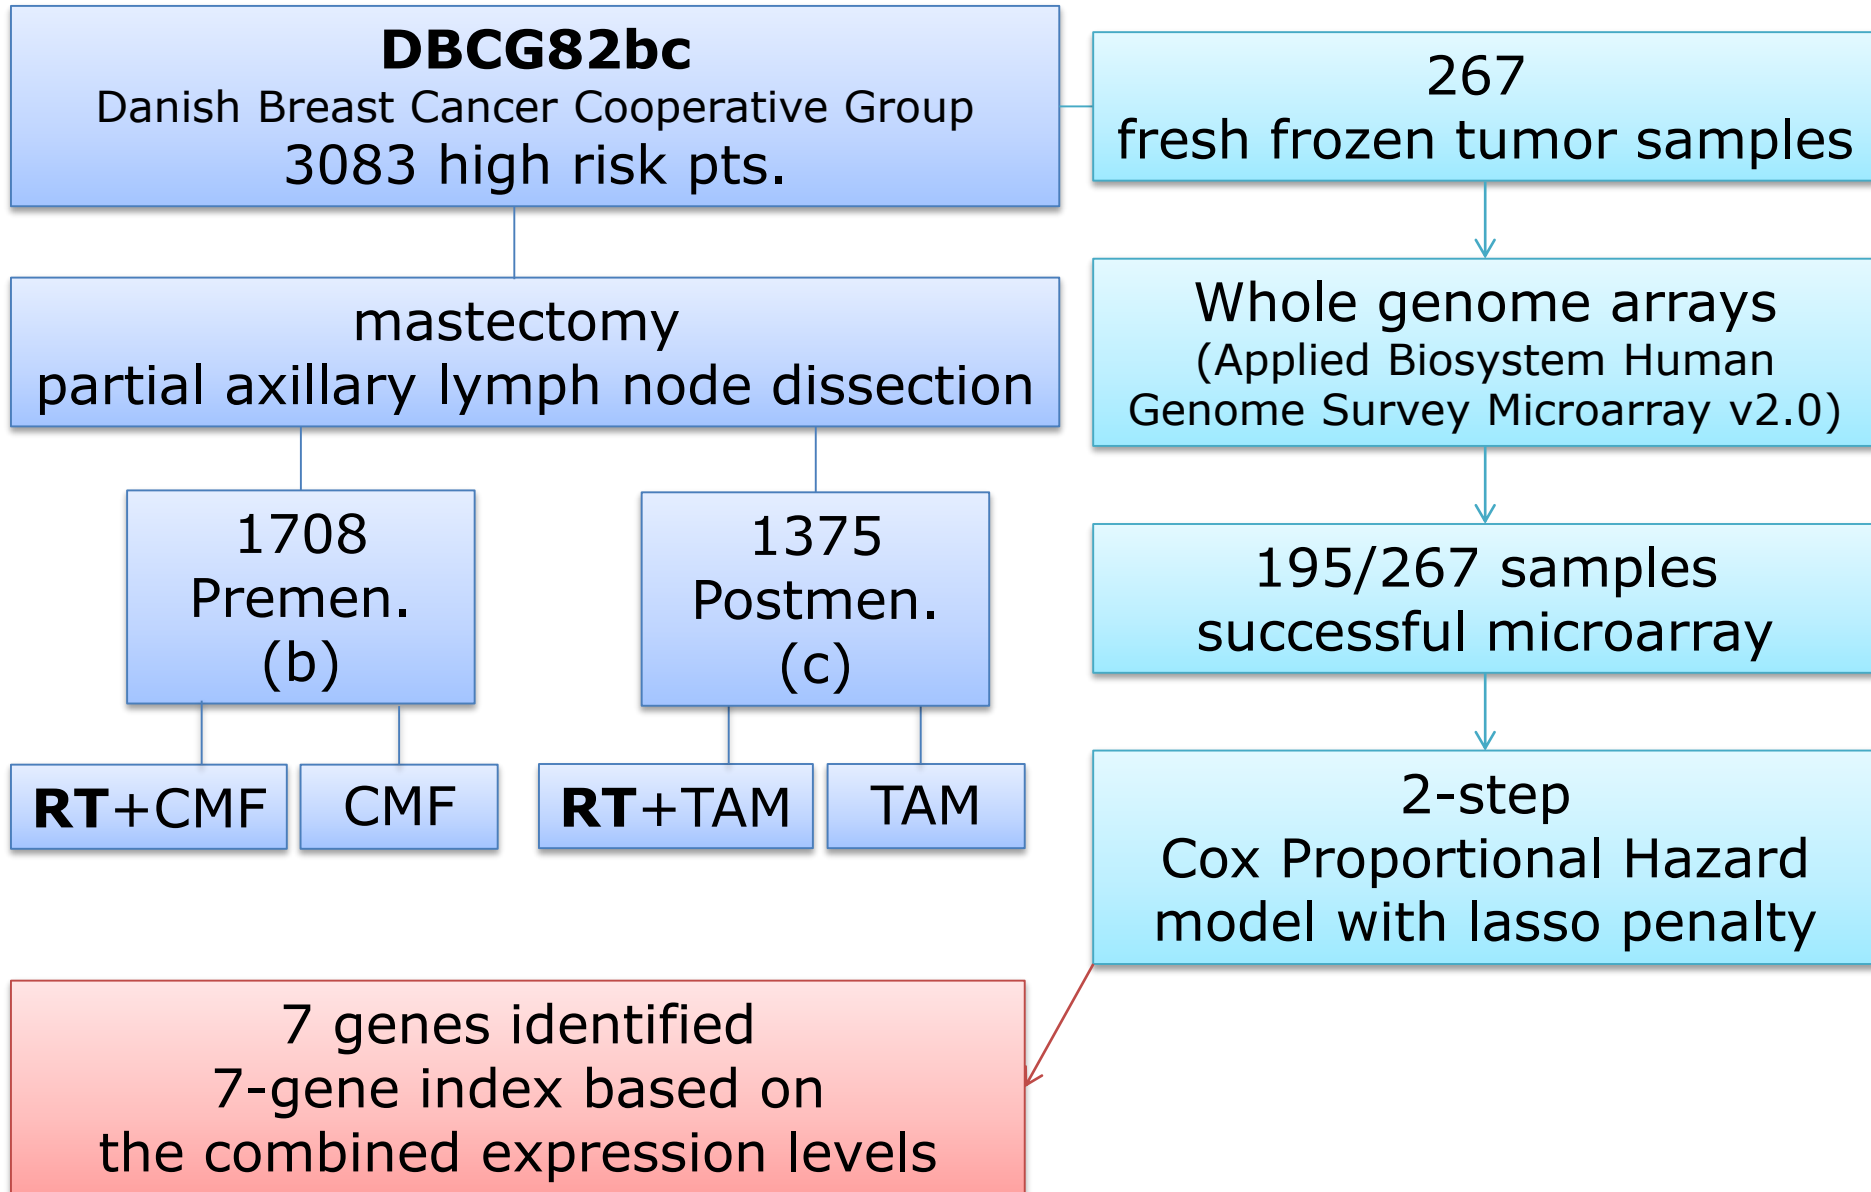 DBCG82bc
Danish Breast Cancer Cooperative Group
3083 high risk pts.
mastectomy
partial axillary lymph node dissection
1708
Premen.
(b)
1375
Postmen.
(c)
RT+CMF
CMF
RT+TAM
TAM
267
fresh frozen tumor samples
Whole genome arrays
(Applied Biosystem Human
Genome Survey Microarray v2.0)
195/267 samples
successful microarray
2-step
Cox Proportional Hazard
model with lasso penalty
7 genes identified
7-gene index based on
the combined expression levels